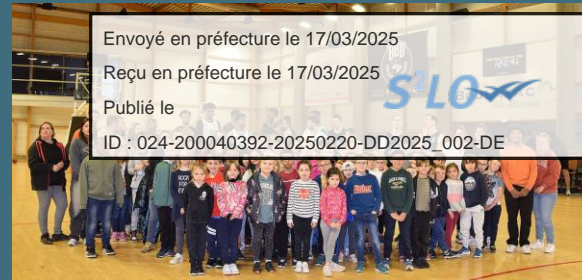 Envoyé en préfecture le 17/03/2025
Reçu en préfecture le 17/03/2025
Publié le
S²LO
ID : 024-200040392-20250220-DD2025_002-DE